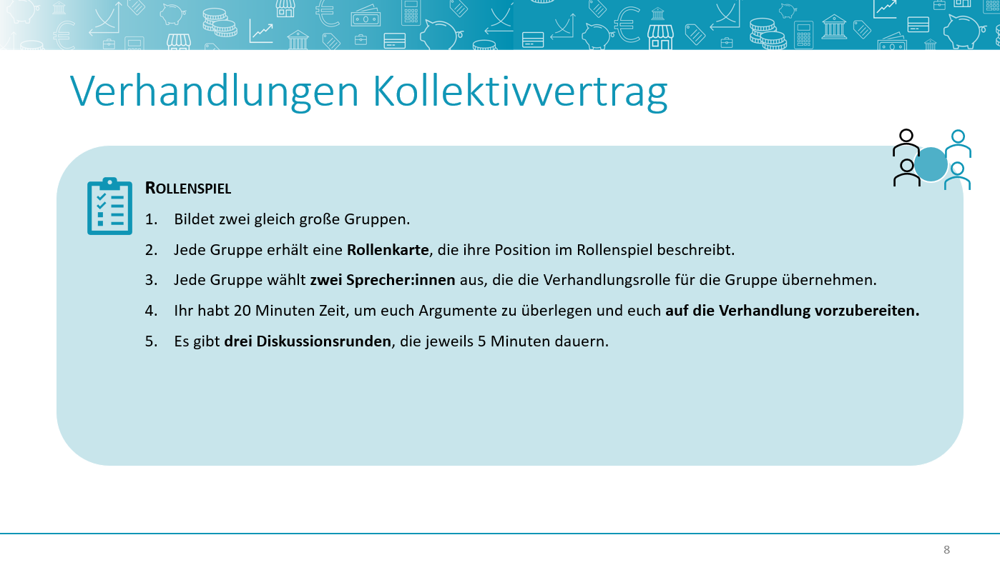 Verhandlungen Kollektivvertrag
ROLLENSPIEL
1. Bildet zwei gleich große Gruppen.
2. Jede Gruppe erhält eine Rollenkarte, die ihre Position im Rollenspiel beschreibt.
3. Jede Gruppe wählt zwei Sprecher:innen aus, die die Verhandlungsrolle für die Gruppe übernehmen.
4. Ihr habt 20 Minuten Zeit, um euch Argumente zu überlegen und euch auf die Verhandlung vorzubereiten.
5. Es gibt drei Diskussionsrunden, die jeweils 5 Minuten dauern.
8